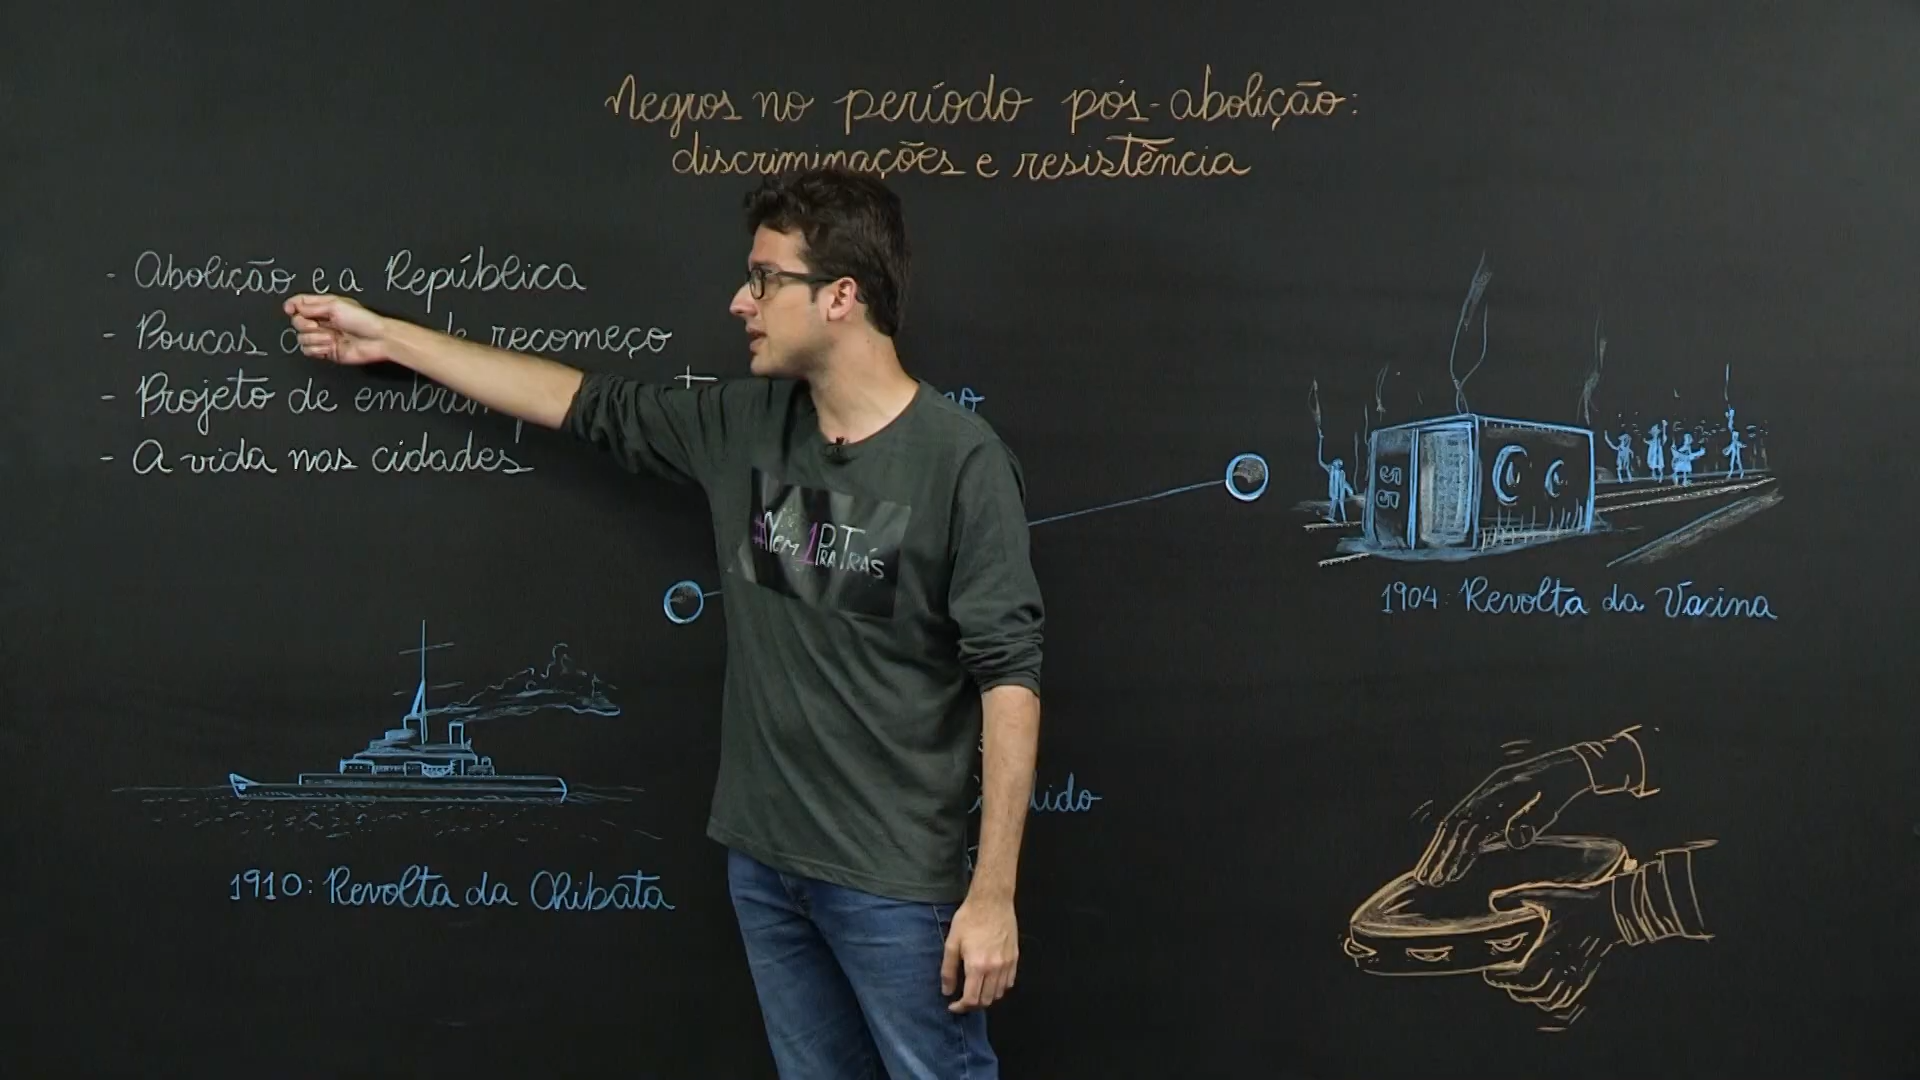 Negros no período pós-abolição:
discriminações e resistência
- Abolição e a República
- Poucas de recomeço
- Projeto de
- A vida nas cidades
#Nem1PraTrás
1904: Revolta da Vacina
1910: Revolta da Chibata